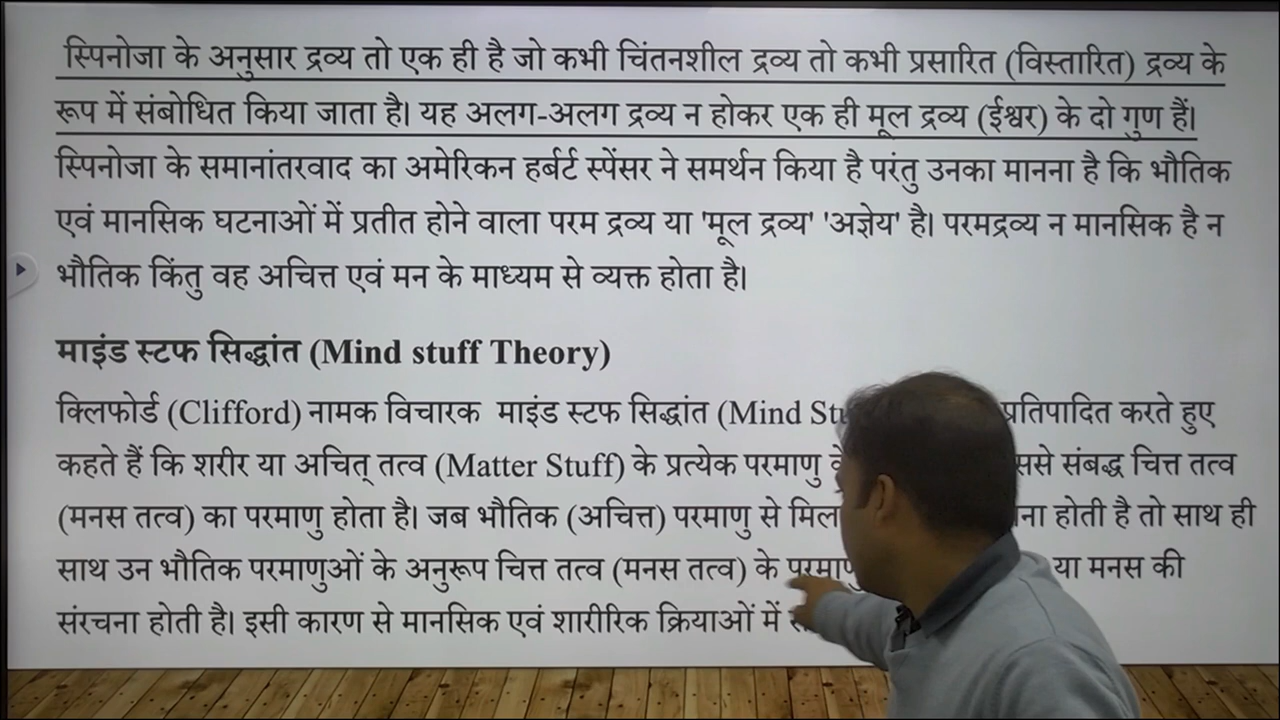 स्पिनोजा के अनुसार द्रव्य तो एक ही है जो कभी चिंतनशील द्रव्य तो कभी प्रसारित (विस्तारित) द्रव्य के
रूप में संबोधित किया जाता है। यह अलग-अलग द्रव्य न होकर एक ही मूल द्रव्य (ईश्वर) के दो गुण हैं।
स्पिनोजा के समानांतरवाद का अमेरिकन हर्बर्ट स्पेंसर ने समर्थन किया है परंतु उनका मानना है कि भौतिक
एवं मानसिक घटनाओं में प्रतीत होने वाला परम द्रव्य या 'मूल द्रव्य' 'अज्ञेय' है। परमद्रव्य न मानसिक है न
भौतिक किंतु वह अचित्त एवं मन के माध्यम से व्यक्त होता है।
माइंड स्टफ सिद्धांत (Mind stuff Theory)
क्लिफोर्ड (Clifford) नामक विचारक माइंड स्टफ सिद्धांत (Mind प्रतिपादित करते हुए
कहते हैं कि शरीर या अचित् तत्व (Matter Stuff) के प्रत्येक परमाणु संबद्ध चित्त तत्व
(मनस तत्व) का परमाणु होता है। जब भौतिक (अचित्त) परमाणु से होती है तो साथ ही
साथ उन भौतिक परमाणुओं के अनुरूप चित्त तत्व (मनस तत्व) के या मनस की
संरचना होती है। इसी कारण से मानसिक एवं शारीरिक क्रियाओं में